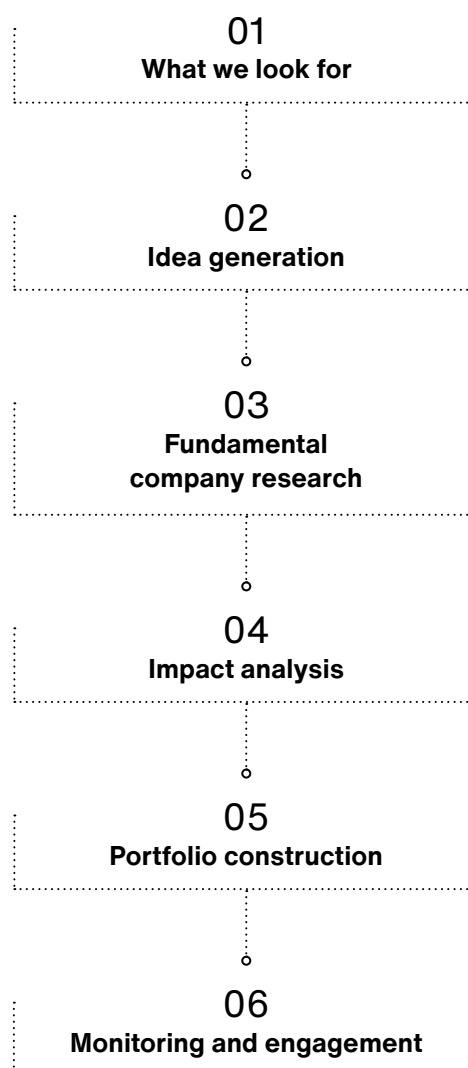 01
What we look for
02
Idea generation
03
Fundamental
company research
04
Impact analysis
05
Portfolio construction
06
Monitoring and engagement